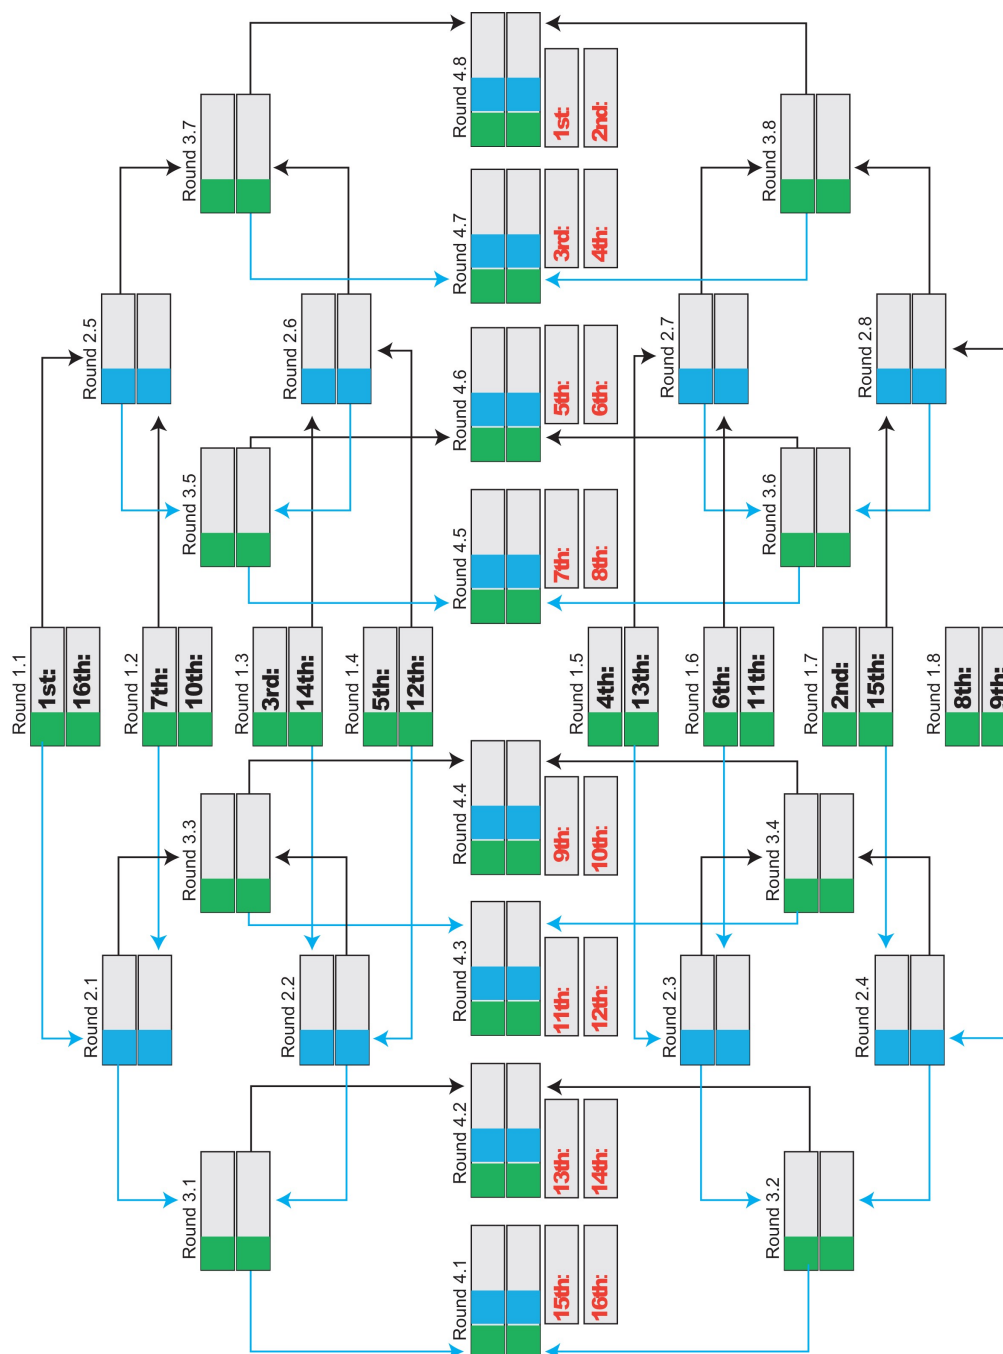 Round 1.1
1st:
16th:
Round 1.2
7th:
10th:
Round 1.3
3rd:
14th:
Round 1.4
5th:
12th:
Round 1.5
4th:
13th:
Round 1.6
6th:
11th:
Round 1.7
2nd:
15th:
Round 1.8
8th:
9th:
Round 2.1
Round 2.2
Round 2.3
Round 2.4
Round 2.5
Round 2.6
Round 2.7
Round 2.8
Round 3.1
Round 3.2
Round 3.3
Round 3.4
Round 3.5
Round 3.6
Round 3.7
Round 3.8
Round 4.1
15th:
16th:
Round 4.2
13th:
14th:
Round 4.3
11th:
12th:
Round 4.4
9th:
10th:
Round 4.5
7th:
8th:
Round 4.6
5th:
6th:
Round 4.7
3rd:
4th:
Round 4.8
1st:
2nd: